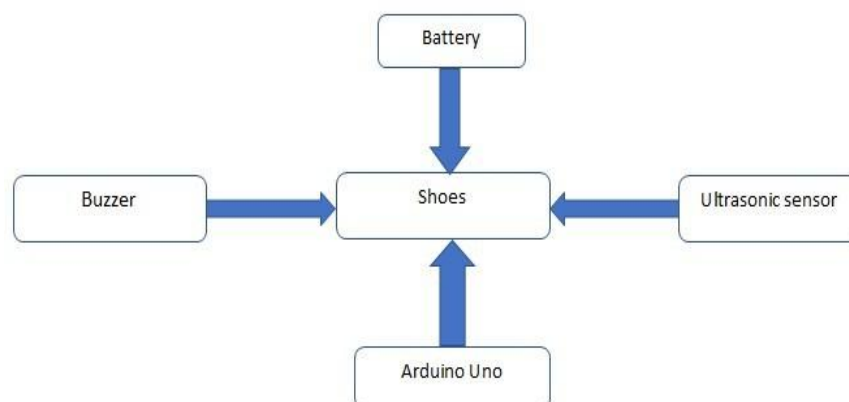 Battery
Buzzer
Shoes
Ultrasonic sensor
Arduino Uno